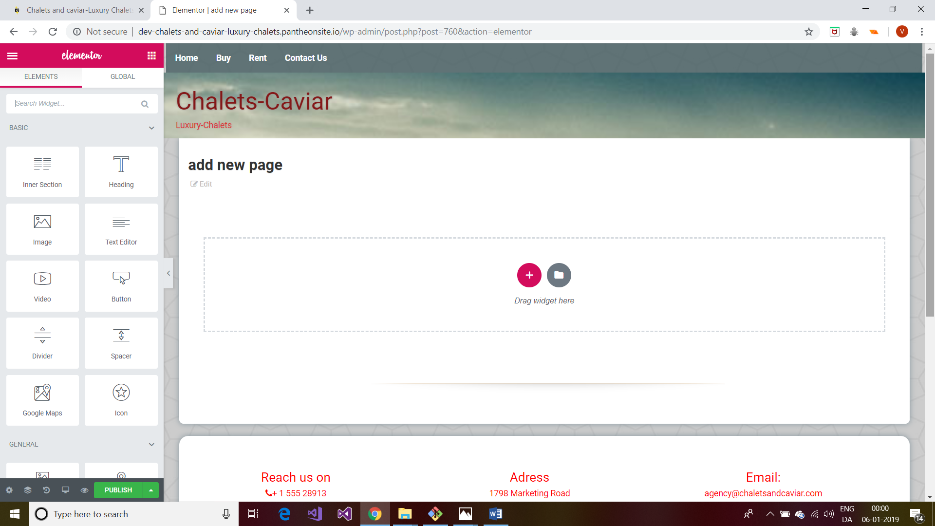 Chalets and caviar-Luxury Chalet
Elementor | add new page
Not secure | dev-chalets-and-caviar-luxury-chalets.pantheonsite.io/wp-admin/post.php?post=760&action=elementor
V
elementor
ELEMENTS GLOBAL
Search Widget...
BASIC
Inner Section Heading
Image Text Editor
Video Button
Divider Spacer
Google Maps Icon
GENERAL
PUBLISH
Home Buy Rent Contact Us
Chalets-Caviar
Luxury-Chalets
add new page
Edit
Drag widget here
Reach us on Adress Email:
+ 1 555 28913 1798 Marketing Road agency@chaletsandcaviar.com
Type here to search
ENG 00:00
DA 06-01-2019
14